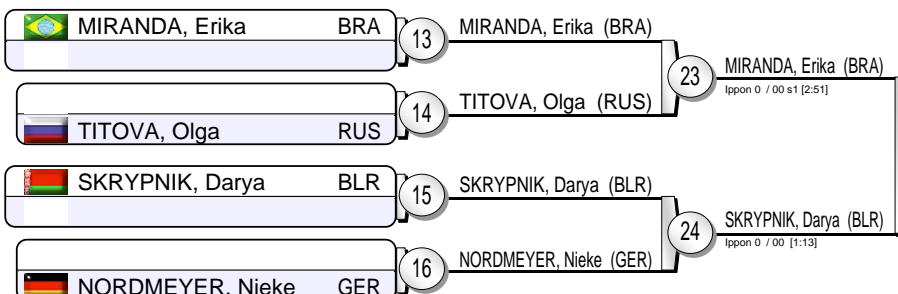 MIRANDA, Erika BRA
13
MIRANDA, Erika (BRA)
23
MIRANDA, Erika (BRA)
Ippon 0 / 00 s1 [2:51]
14
TITOVA, Olga (RUS)
TITOVA, Olga RUS
SKRYPNIK, Darya BLR
15
SKRYPNIK, Darya (BLR)
24
SKRYPNIK, Darya (BLR)
Ippon 0 / 00 [1:13]
16
NORDMEYER, Nieke (GER)
NORDMEYER, Nieke GER